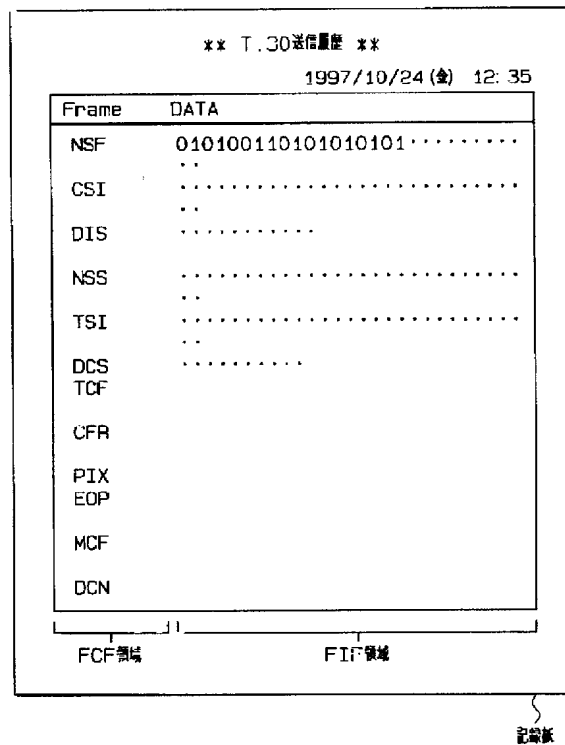 ** T.30送信履歴 **
1997/10/24(金) 12:35
Frame DATA
NSF 010100110101010101·········
··
CSI ···························
··
DIS ···········
NSS ···························
··
TSI ···························
··
DCS ··········
TCF
CFR
PIX
EOP
MCF
DCN
FCF領域 FIF領域
記録紙